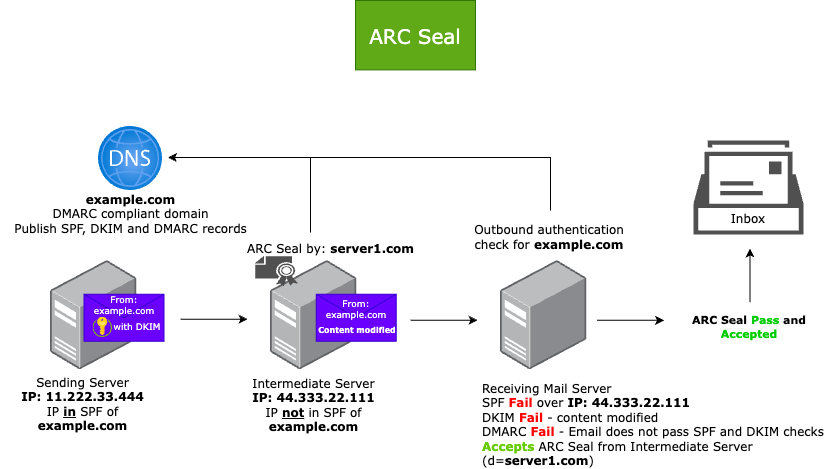 ARC Seal
DNS
example.com
DMARC compliant domain
Publish SPF, DKIM and DMARC records
ARC Seal by: server1.com
Outbound authentication
check for example.com
Inbox
From:
example.com
with DKIM
From:
example.com
Content modified
ARC Seal Pass and
Accepted
Sending Server
IP: 11.222.33.444
IP in SPF of
example.com
Intermediate Server
IP: 44.333.22.111
IP not in SPF of
example.com
Receiving Mail Server
SPF Fail over IP: 44.333.22.111
DKIM Fail - content modified
DMARC Fail - Email does not pass SPF and DKIM checks
Accepts ARC Seal from Intermediate Server
(d=server1.com)